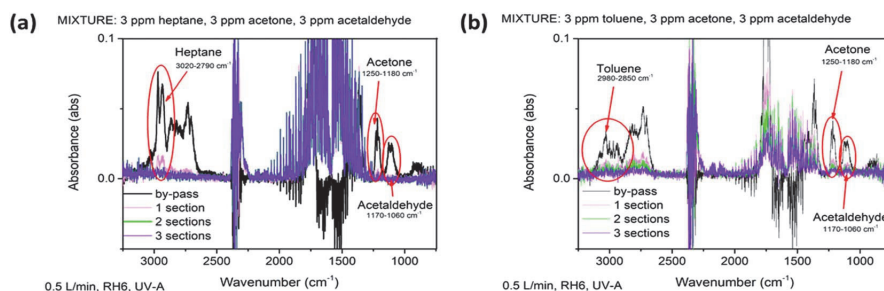 (a)
MIXTURE: 3 ppm heptane, 3 ppm acetone, 3 ppm acetaldehyde
0.1
Heptane
3020-2790 cm⁻¹
Acetone
1250-1180 cm⁻¹
Absorbance (abs)
0.0
by-pass
1 section
2 sections
3 sections
Acetaldehyde
1170-1060 cm⁻¹
3000 2500 2000 1500 1000
Wavenumber (cm⁻¹)
0.5 L/min, RH6, UV-A
(b)
MIXTURE: 3 ppm toluene, 3 ppm acetone, 3 ppm acetaldehyde
0.1
Toluene
2980-2850 cm⁻¹
Acetone
1250-1180 cm⁻¹
Absorbance (abs)
0.0
by-pass
1 section
2 sections
3 sections
Acetaldehyde
1170-1060 cm⁻¹
3000 2500 2000 1500 1000
Wavenumber (cm⁻¹)
0.5 L/min, RH6, UV-A